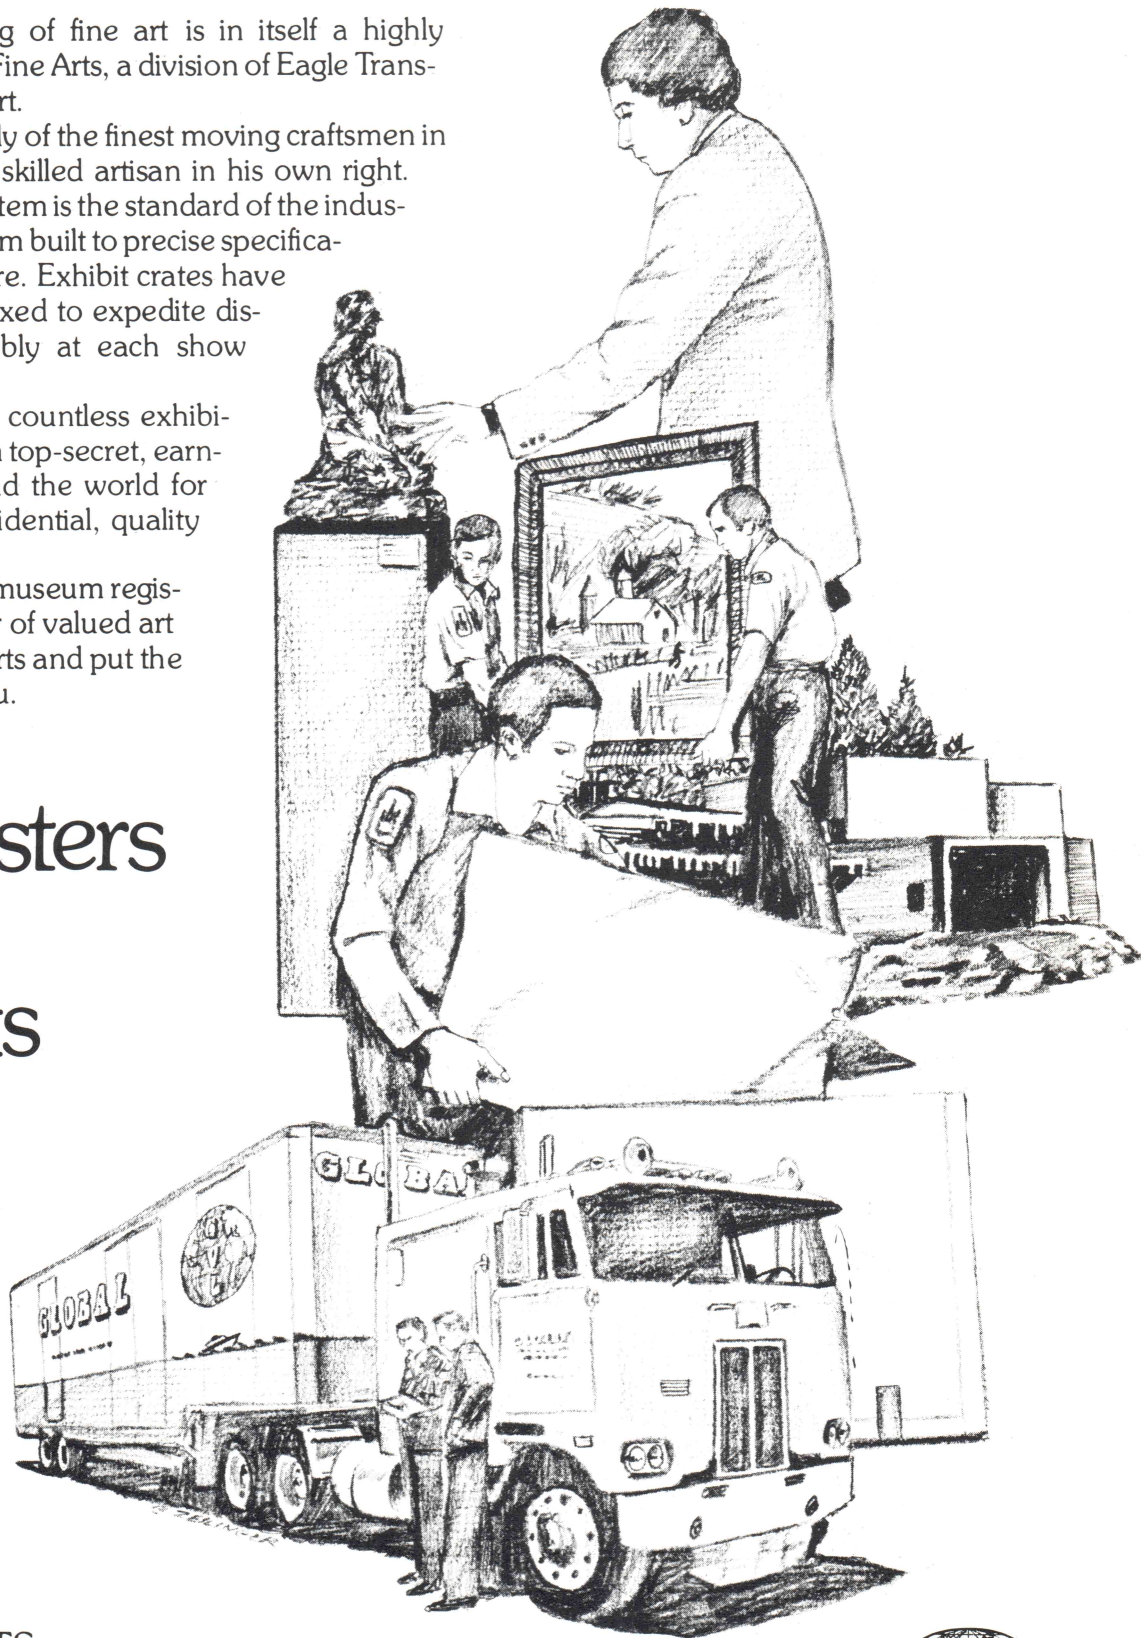 g of fine art is in itself a highly
Fine Arts, a division of Eagle Trans-
rt.
ly of the finest moving craftsmen in
skilled artisan in his own right.
tem is the standard of the indus-
m built to precise specifica-
re. Exhibit crates have
xed to expedite dis-
bly at each show
countless exhibi-
top-secret, earn-
d the world for
idential, quality
museum regis-
r of valued art
rts and put the
u.
sters
ts
GLOBAL
GLOBAL